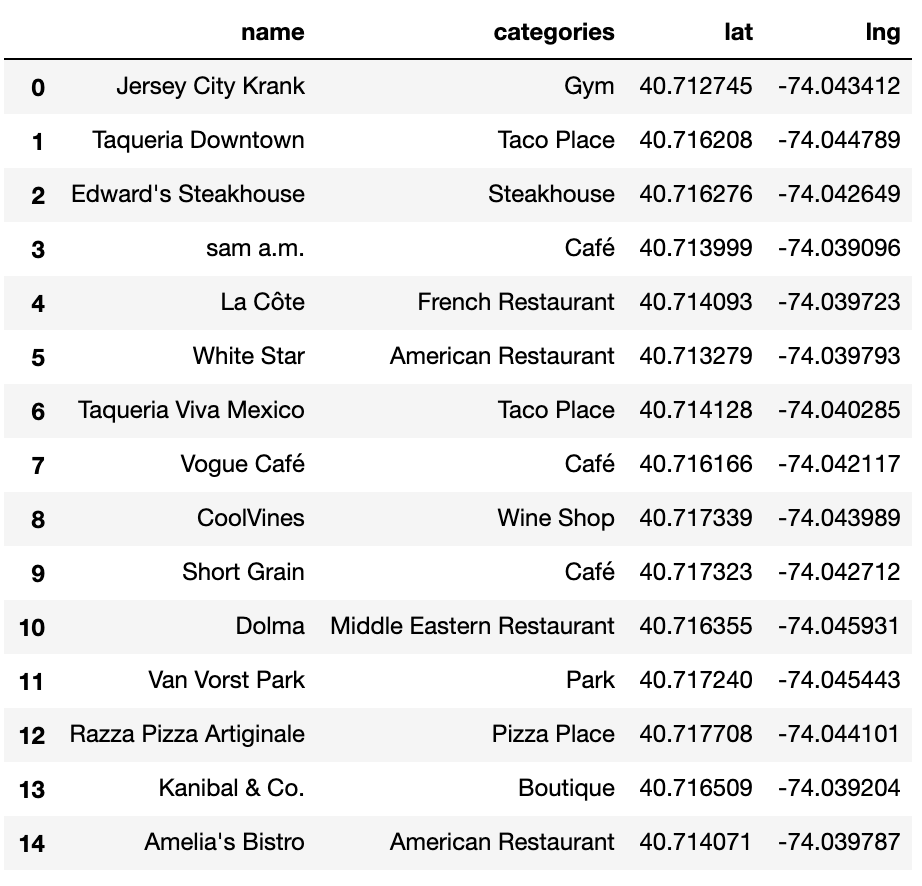 name categories lat lng
0 Jersey City Krank Gym 40.712745 -74.043412
1 Taqueria Downtown Taco Place 40.716208 -74.044789
2 Edward's Steakhouse Steakhouse 40.716276 -74.042649
3 sam a.m. Café 40.713999 -74.039096
4 La Côte French Restaurant 40.714093 -74.039723
5 White Star American Restaurant 40.713279 -74.039793
6 Taqueria Viva Mexico Taco Place 40.714128 -74.040285
7 Vogue Café Café 40.716166 -74.042117
8 CoolVines Wine Shop 40.717339 -74.043989
9 Short Grain Café 40.717323 -74.042712
10 Dolma Middle Eastern Restaurant 40.716355 -74.045931
11 Van Vorst Park Park 40.717240 -74.045443
12 Razza Pizza Artiginale Pizza Place 40.717708 -74.044101
13 Kanibal & Co. Boutique 40.716509 -74.039204
14 Amelia's Bistro American Restaurant 40.714071 -74.039787